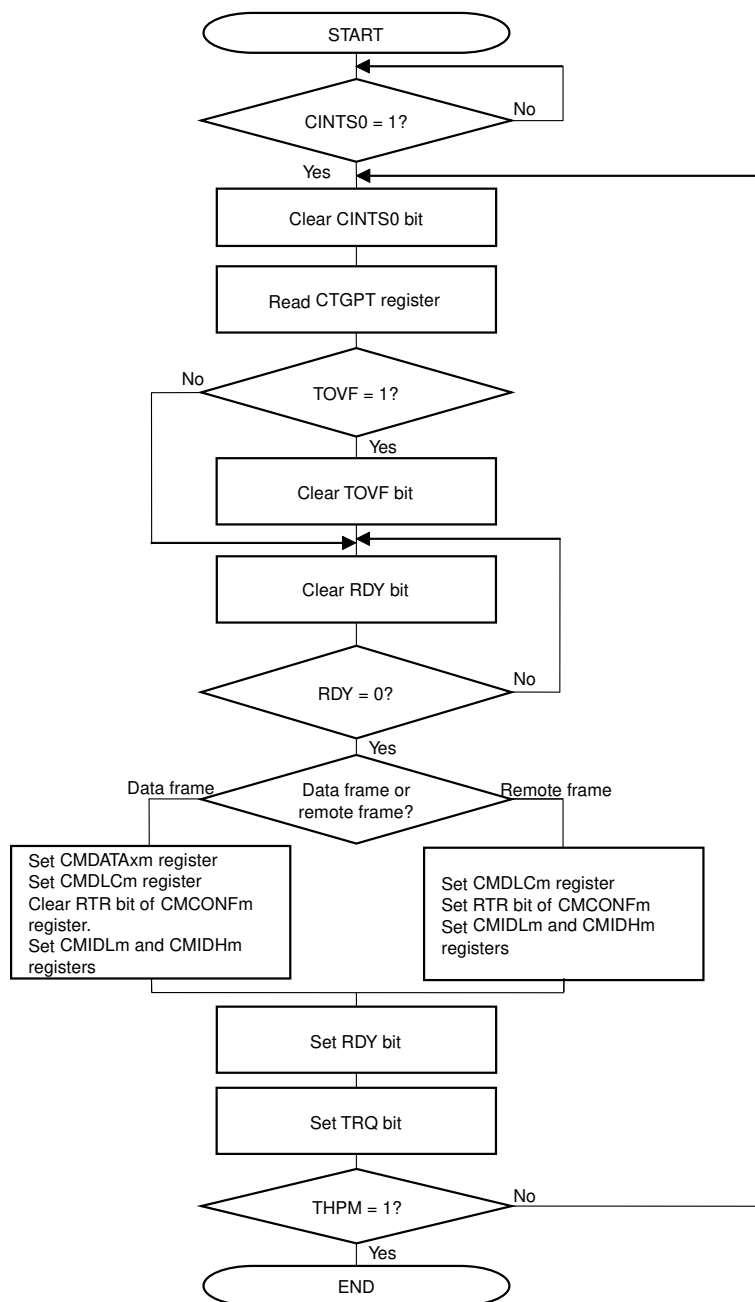 START
CINTS0 = 1?
No
Yes
Clear CINTS0 bit
Read CTGPT register
No
TOVF = 1?
Yes
Clear TOVF bit
Clear RDY bit
RDY = 0?
No
Yes
Data frame
Data frame or
remote frame?
Remote frame
Set CMDATAxm register
Set CMDLCm register
Clear RTR bit of CMCONFm
register.
Set CMIDLm and CMIDHm
registers
Set CMDLCm register
Set RTR bit of CMCONFm
Set CMIDLm and CMIDHm
registers
Set RDY bit
Set TRQ bit
THPM = 1?
No
Yes
END